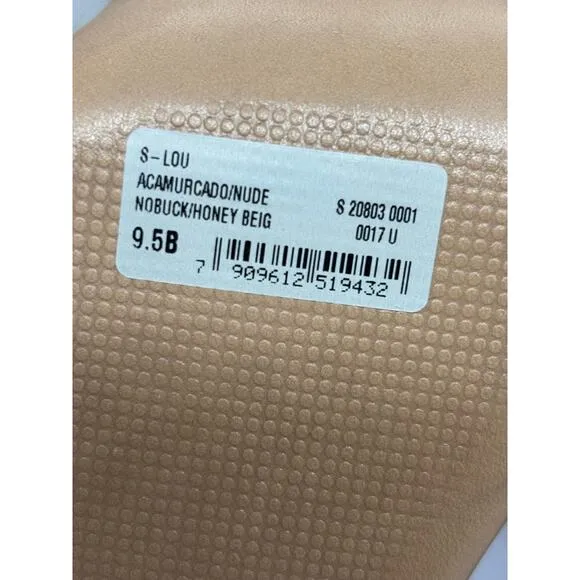 S-LOU
ACAMURCADO/NUDE
NOBUCK/HONEY BEIG
S 20803 0001
0017 U
9.5B
7 909612 519432